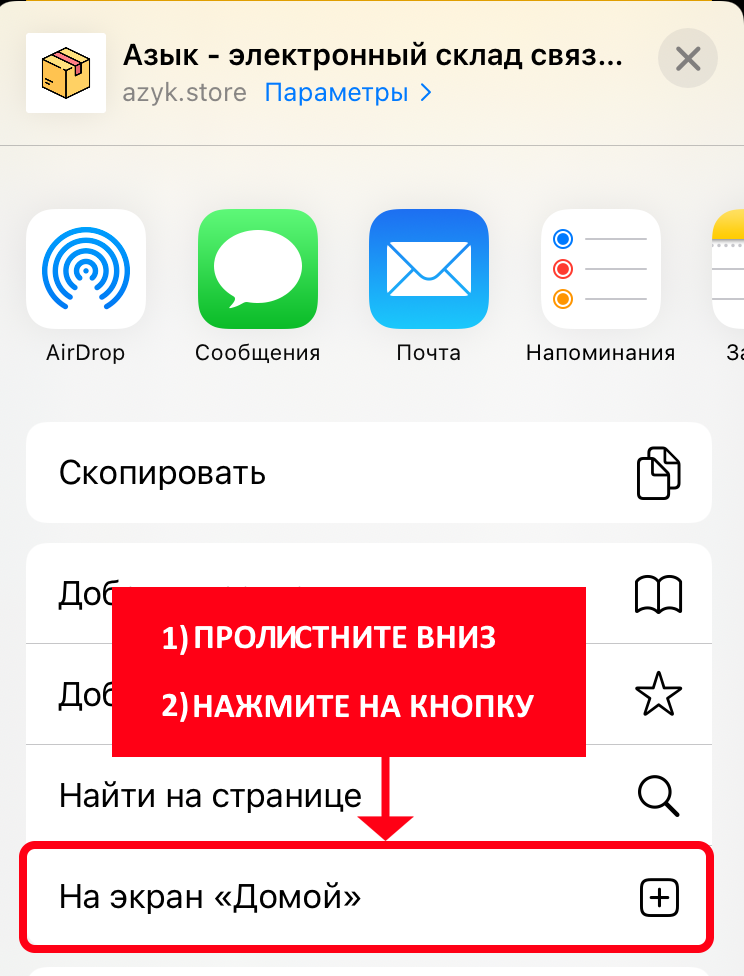 Азык - электронный склад связ...
azyk.store Параметры >
AirDrop
Сообщения
Почта
Напоминания
За
Скопировать
Доб
1) ПРОЛИСТНИТЕ ВНИЗ
Доб
2) НАЖМИТЕ НА КНОПКУ
Найти на странице
На экран «Домой»